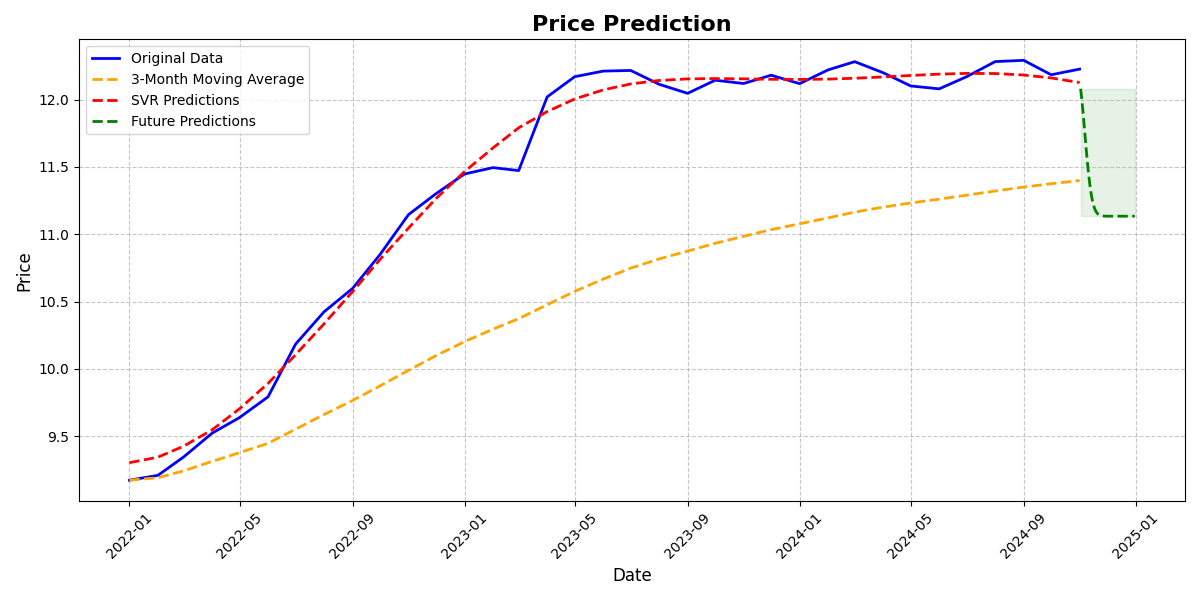 Price Prediction
Original Data
3-Month Moving Average
SVR Predictions
Future Predictions
Price
12.0
11.5
11.0
10.5
10.0
9.5
2022-01
2022-05
2022-09
2023-01
2023-05
2023-09
2024-01
2024-05
2024-09
2025-01
Date